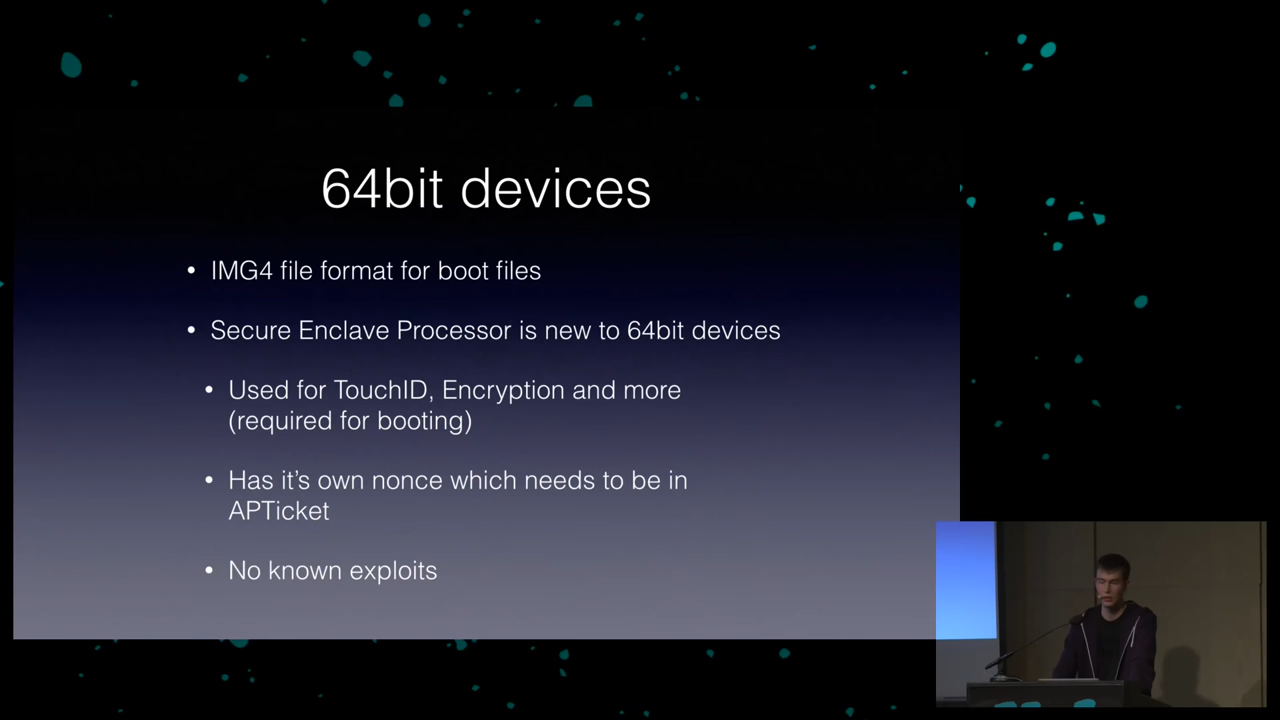 64bit devices
• IMG4 file format for boot files
• Secure Enclave Processor is new to 64bit devices
• Used for TouchID, Encryption and more
(required for booting)
• Has it’s own nonce which needs to be in
APTicket
• No known exploits